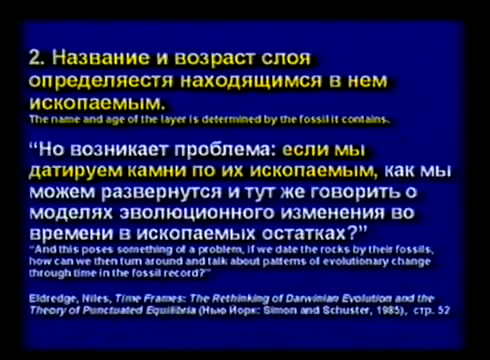 2. Название и возраст слоя
определяестя находящимся в нем
ископаемым.
The name and age of the layer is determined by the fossil it contains.
“Но возникает проблема: если мы
датируем камни по их ископаемым, как мы
можем развернутся и тут же говорить о
моделях эволюционного изменения во
времени в ископаемых остатках?”
“And this poses something of a problem, if we date the rocks by their fossils,
how can we then turn around and talk about patterns of evolutionary change
through time in the fossil record?”
Eldredge, Niles, Time Frames: The Rethinking of Darwinian Evolution and the
Theory of Punctuated Equilibria (Нью Йорк: Simon and Schuster, 1985), стр. 52